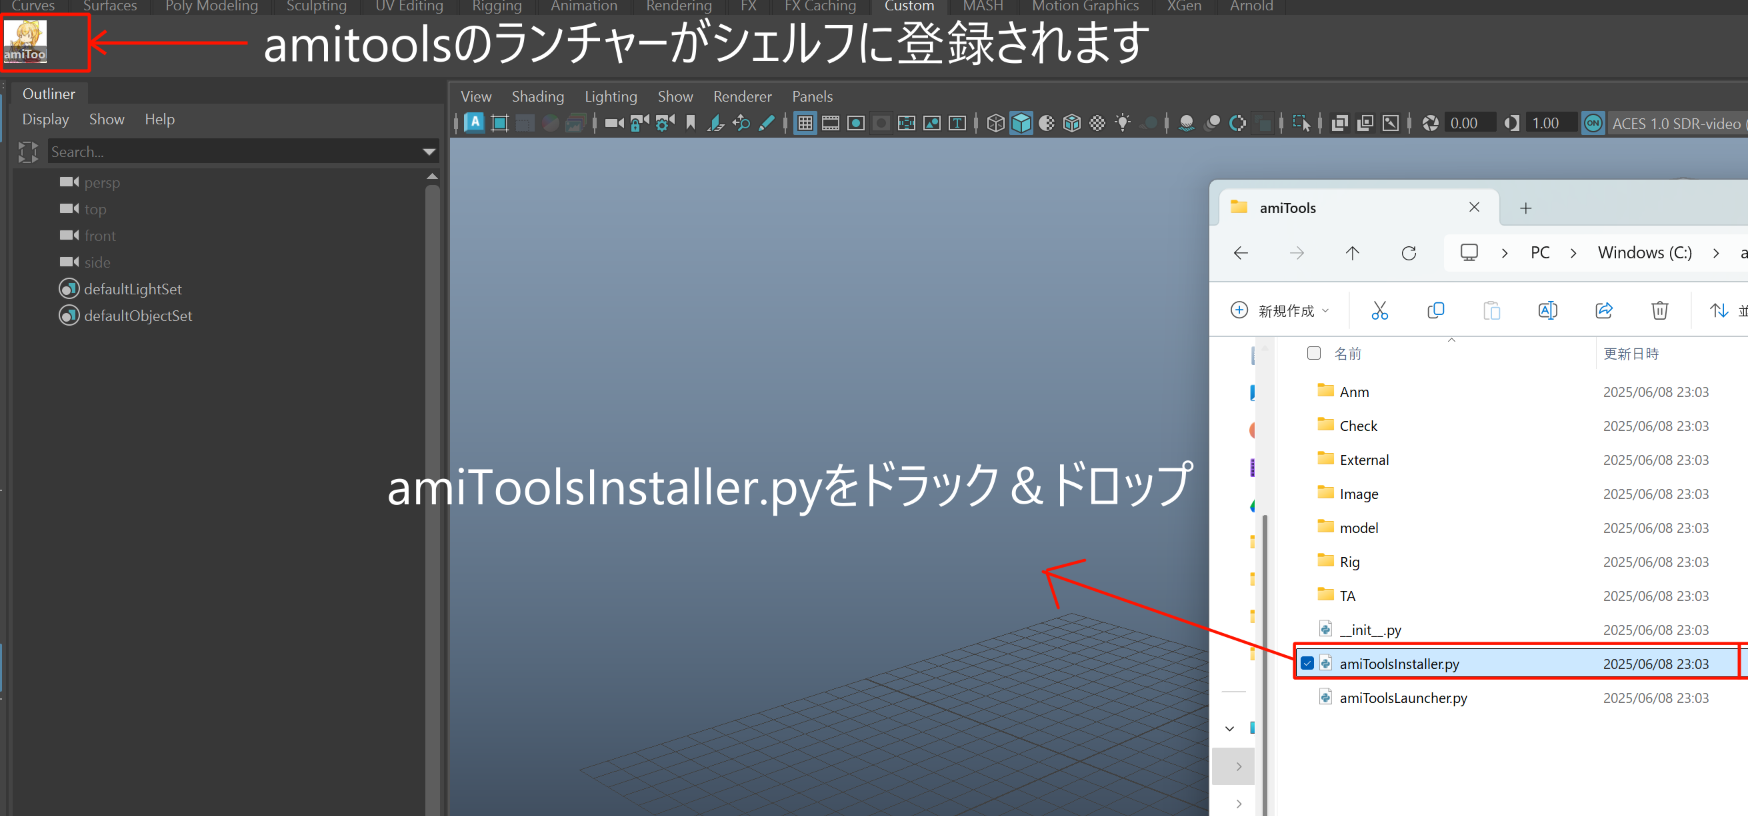 Curves Surfaces Poly Modeling Sculpting UV Editing Rigging Animation Rendering FX FX Caching Custom MASH Motion Graphics XGen Arnold
amiToo
amitoolsのランチャーがシェルフに登録されます
Outliner
Display Show Help
Search...
persp
top
front
side
defaultLightSet
defaultObjectSet
View Shading Lighting Show Renderer Panels
0.00 1.00 ON ACES 1.0 SDR-video (
amiToolsInstaller.pyをドラック＆ドロップ
amiTools
PC Windows (C:) a
新規作成
名前 更新日時
Anm 2025/06/08 23:03
Check 2025/06/08 23:03
External 2025/06/08 23:03
Image 2025/06/08 23:03
model 2025/06/08 23:03
Rig 2025/06/08 23:03
TA 2025/06/08 23:03
__init__.py 2025/06/08 23:03
amiToolsInstaller.py 2025/06/08 23:03
amiToolsLauncher.py 2025/06/08 23:03